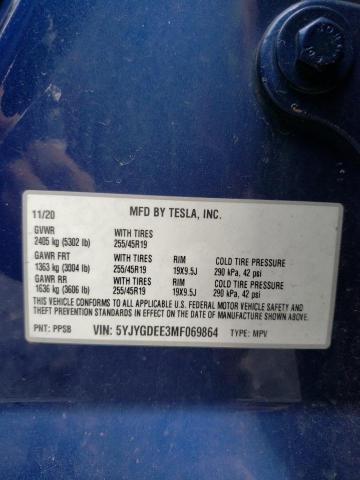 11/20 MFD BY TESLA, INC.
GVWR WITH TIRES
2405 kg (5302 lb) 255/45R19
GAWR FRT WITH TIRES RIM COLD TIRE PRESSURE
1363 kg (3004 lb) 255/45R19 19X9.5J 290 kPa, 42 psi
GAWR RR WITH TIRES RIM COLD TIRE PRESSURE
1636 kg (3606 lb) 255/45R19 19X9.5J 290 kPa, 42 psi
THIS VEHICLE CONFORMS TO ALL APPLICABLE U.S. FEDERAL MOTOR VEHICLE SAFETY AND
THEFT PREVENTION STANDARDS IN EFFECT ON THE DATE OF MANUFACTURE SHOWN ABOVE.
PNT: PPSB VIN: 5YJYGDEE3MF069864 TYPE: MPV